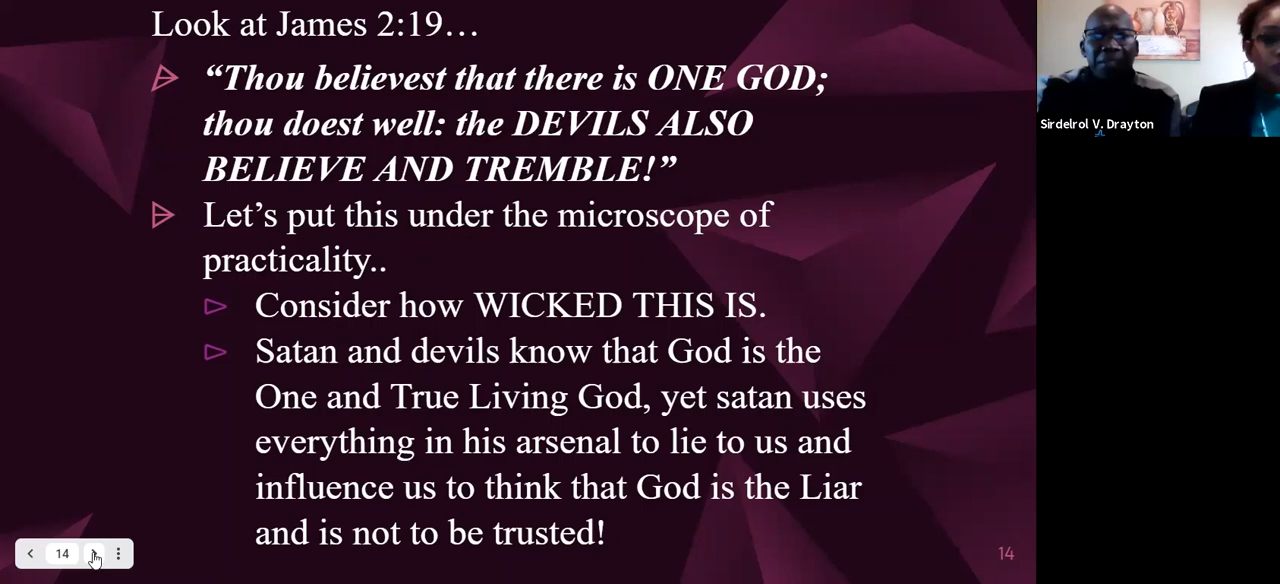 Look at James 2:19…
“Thou believest that there is ONE GOD;
thou doest well: the DEVILS ALSO
BELIEVE AND TREMBLE!”
Let’s put this under the microscope of
practicality..
Consider how WICKED THIS IS.
Satan and devils know that God is the
One and True Living God, yet satan uses
everything in his arsenal to lie to us and
influence us to think that God is the Liar
and is not to be trusted!
14
14
Sirdelrol V. Drayton